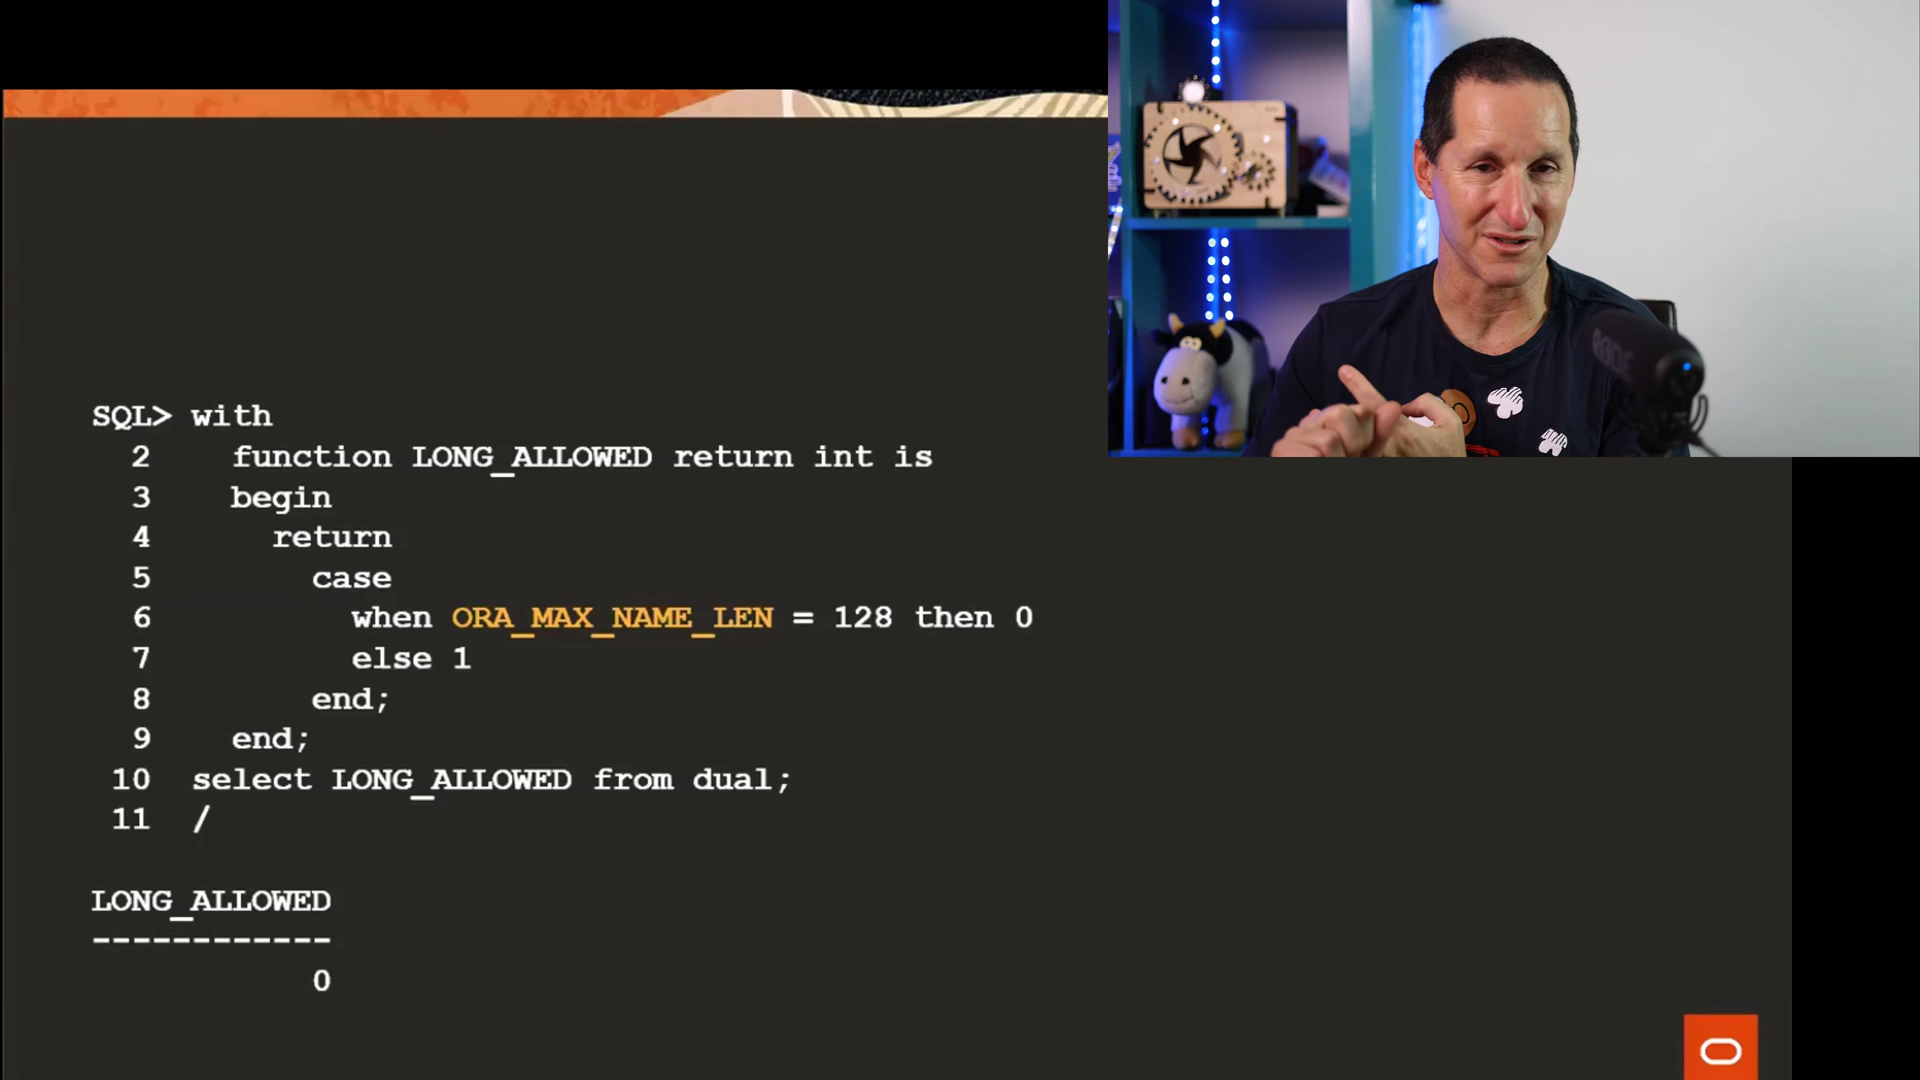 SQL> with
2 function LONG_ALLOWED return int is
3 begin
4 return
5 case
6 when ORA_MAX_NAME_LEN = 128 then 0
7 else 1
8 end;
9 end;
10 select LONG_ALLOWED from dual;
11 /
LONG_ALLOWED
------------
0